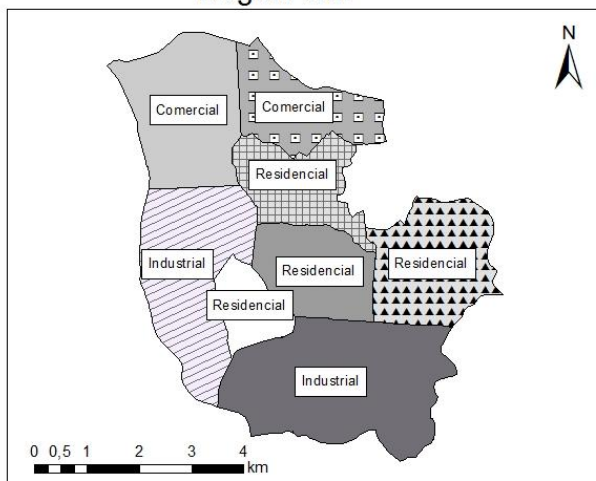 N
Comercial
Comercial
Residencial
Industrial
Residencial
Residencial
Residencial
Industrial
0 0,5 1 2 3 4
km